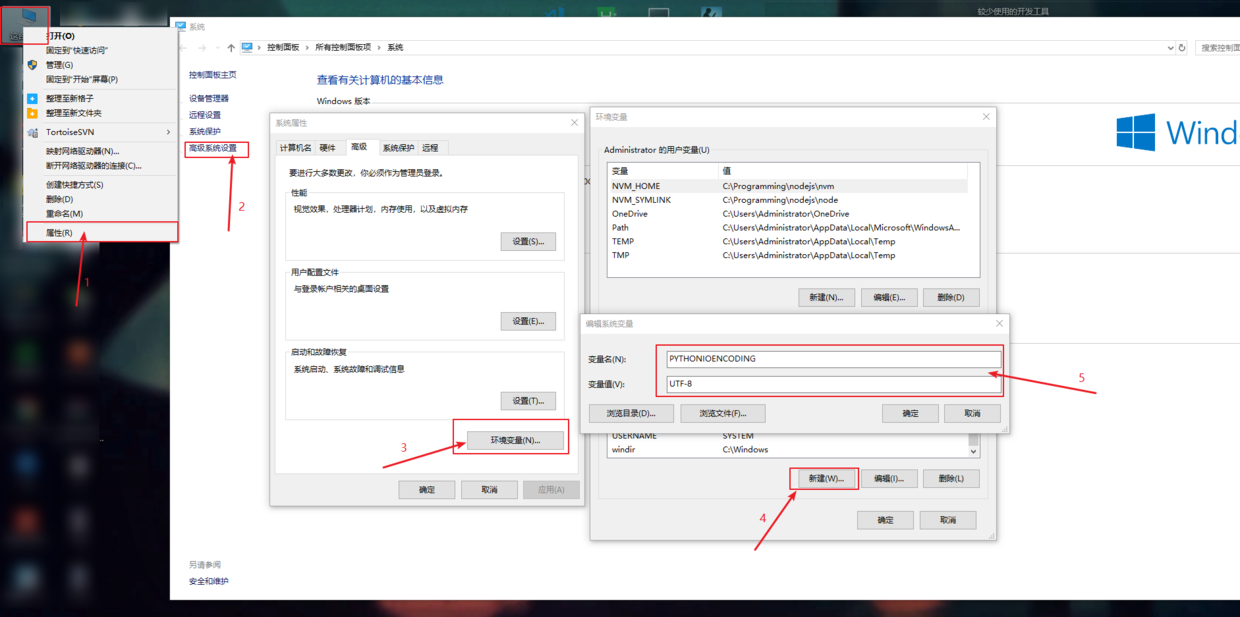 较少使用的开发工具
打开(O)
固定到"快速访问"
管理(G)
固定到"开始"屏幕(P)
整理至新格子
整理至新文件夹
TortoiseSVN
映射网络驱动器(N)...
断开网络驱动器的连接(C)...
创建快捷方式(S)
删除(D)
重命名(M)
属性(R)
1
系统
控制面板 › 所有控制面板项 › 系统
搜索控制面
控制面板主页
设备管理器
远程设置
系统保护
高级系统设置
2
另请参阅
安全和维护
查看有关计算机的基本信息
Windows 版本
Wind
系统属性
计算机名
硬件
高级
系统保护
远程
要进行大多数更改，你必须作为管理员登录。
性能
视觉效果，处理器计划，内存使用，以及虚拟内存
设置(S)...
用户配置文件
与登录帐户相关的桌面设置
设置(E)...
启动和故障恢复
系统启动、系统故障和调试信息
设置(T)...
3
环境变量(N)...
确定
取消
应用(A)
环境变量
Administrator 的用户变量(U)
变量 值
NVM_HOME C:\Programming\nodejs\nvm
NVM_SYMLINK C:\Programming\nodejs\node
OneDrive C:\Users\Administrator\OneDrive
Path C:\Users\Administrator\AppData\Local\Microsoft\WindowsA...
TEMP C:\Users\Administrator\AppData\Local\Temp
TMP C:\Users\Administrator\AppData\Local\Temp
新建(N)...
编辑(E)...
删除(D)
编辑系统变量
变量名(N):
PYTHONIOENCODING
变量值(V):
UTF-8
5
浏览目录(D)...
浏览文件(F)...
确定
取消
USERNAME SYSTEM
windir C:\Windows
新建(W)...
编辑(I)...
删除(L)
4
确定
取消